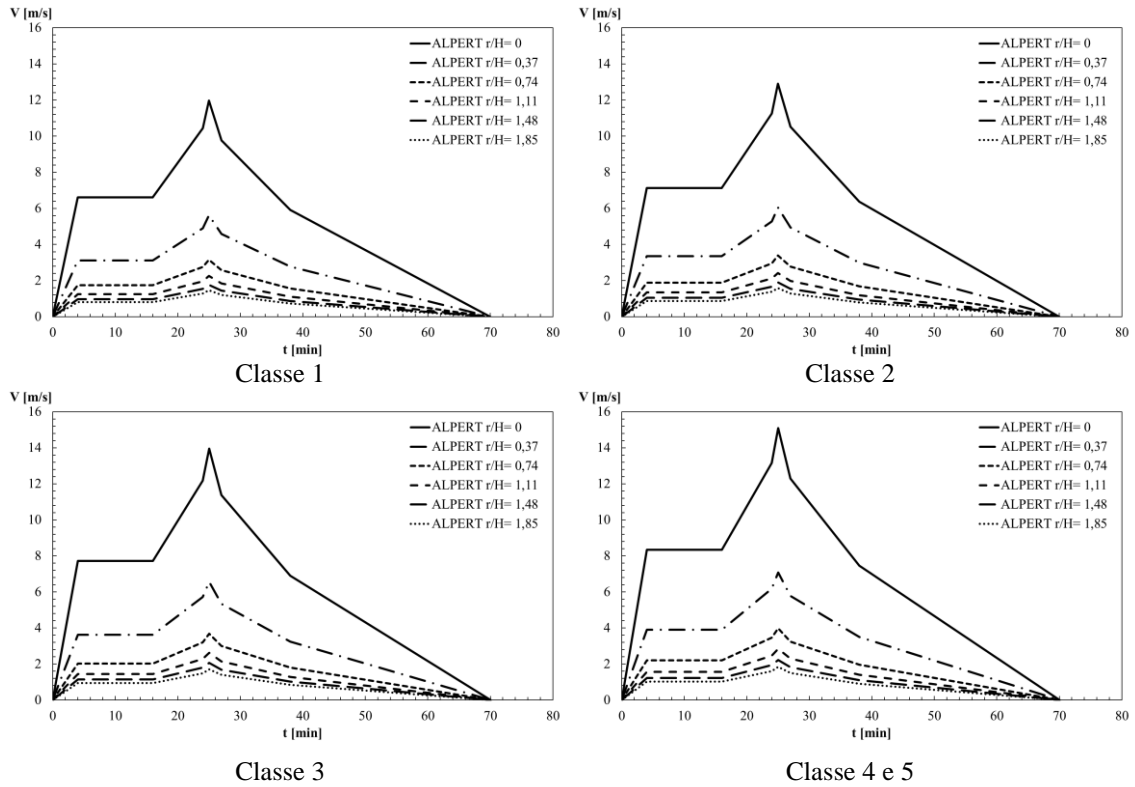 V [m/s]
16
14
12
10
8
6
4
2
0
0 10 20 30 40 50 60 70 80
t [min]
ALPERT r/H= 0
ALPERT r/H= 0,37
ALPERT r/H= 0,74
ALPERT r/H= 1,11
ALPERT r/H= 1,48
ALPERT r/H= 1,85
Classe 1
V [m/s]
16
14
12
10
8
6
4
2
0
0 10 20 30 40 50 60 70 80
t [min]
ALPERT r/H= 0
ALPERT r/H= 0,37
ALPERT r/H= 0,74
ALPERT r/H= 1,11
ALPERT r/H= 1,48
ALPERT r/H= 1,85
Classe 2
V [m/s]
16
14
12
10
8
6
4
2
0
0 10 20 30 40 50 60 70 80
t [min]
ALPERT r/H= 0
ALPERT r/H= 0,37
ALPERT r/H= 0,74
ALPERT r/H= 1,11
ALPERT r/H= 1,48
ALPERT r/H= 1,85
Classe 3
V [m/s]
16
14
12
10
8
6
4
2
0
0 10 20 30 40 50 60 70 80
t [min]
ALPERT r/H= 0
ALPERT r/H= 0,37
ALPERT r/H= 0,74
ALPERT r/H= 1,11
ALPERT r/H= 1,48
ALPERT r/H= 1,85
Classe 4 e 5